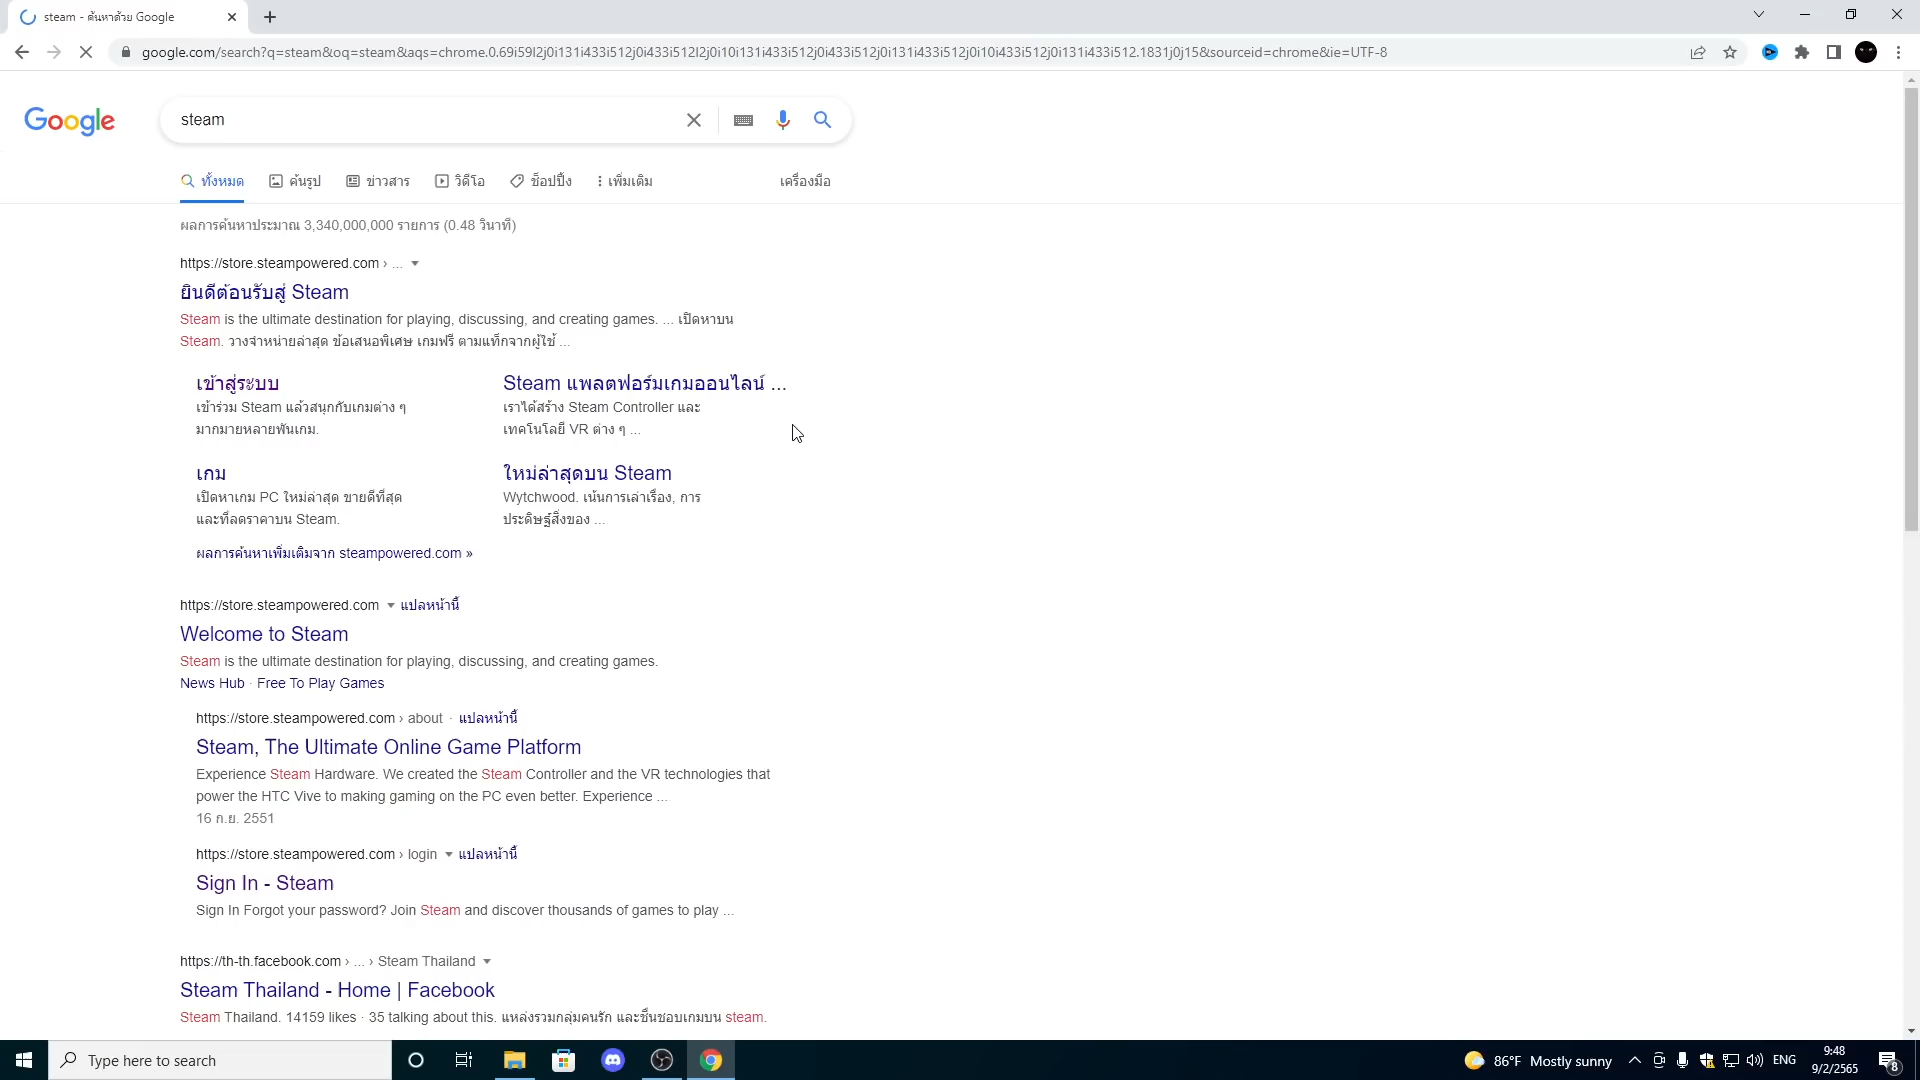 steam - ค้นหาด้วย Google
google.com/search?q=steam&oq=steam&aqs=chrome.0.69i59l2j0i131i433i512j0i433i512l2j0i10i131i433i512j0i433i512j0i131i433i512j0i10i433i512j0i131i433i512.1831j0j15&sourceid=chrome&ie=UTF-8
Google
steam
ทั้งหมด ค้นรูป ข่าวสาร วิดีโอ ช็อปปิ้ง เพิ่มเติม เครื่องมือ
ผลการค้นหาประมาณ 3,340,000,000 รายการ (0.48 วินาที)
https://store.steampowered.com › ...
ยินดีต้อนรับสู่ Steam
Steam is the ultimate destination for playing, discussing, and creating games. ... เปิดหาบน
Steam. วางจำหน่ายล่าสุด ข้อเสนอพิเศษ เกมฟรี ตามแท็กจากผู้ใช้ ...
เข้าสู่ระบบ
เข้าร่วม Steam แล้วสนุกกับเกมต่าง ๆ
มากมายหลายพันเกม.
Steam แพลตฟอร์มเกมออนไลน์ ...
เราได้สร้าง Steam Controller และ
เทคโนโลยี VR ต่าง ๆ ...
เกม
เปิดหาเกม PC ใหม่ล่าสุด ขายดีที่สุด
และที่ลดราคาบน Steam.
ใหม่ล่าสุดบน Steam
Wytchwood. เน้นการเล่าเรื่อง, การ
ประดิษฐ์สิ่งของ ...
ผลการค้นหาเพิ่มเติมจาก steampowered.com »
https://store.steampowered.com แปลหน้านี้
Welcome to Steam
Steam is the ultimate destination for playing, discussing, and creating games.
News Hub · Free To Play Games
https://store.steampowered.com › about · แปลหน้านี้
Steam, The Ultimate Online Game Platform
Experience Steam Hardware. We created the Steam Controller and the VR technologies that
power the HTC Vive to making gaming on the PC even better. Experience ...
16 ก.ย. 2551
https://store.steampowered.com › login แปลหน้านี้
Sign In - Steam
Sign In Forgot your password? Join Steam and discover thousands of games to play ...
https://th-th.facebook.com › ... › Steam Thailand
Steam Thailand - Home | Facebook
Steam Thailand. 14159 likes · 35 talking about this. แหล่งรวมกลุ่มคนรัก และชื่นชอบเกมบน steam.
Type here to search
86°F Mostly sunny
ENG
9:48
9/2/2565
8